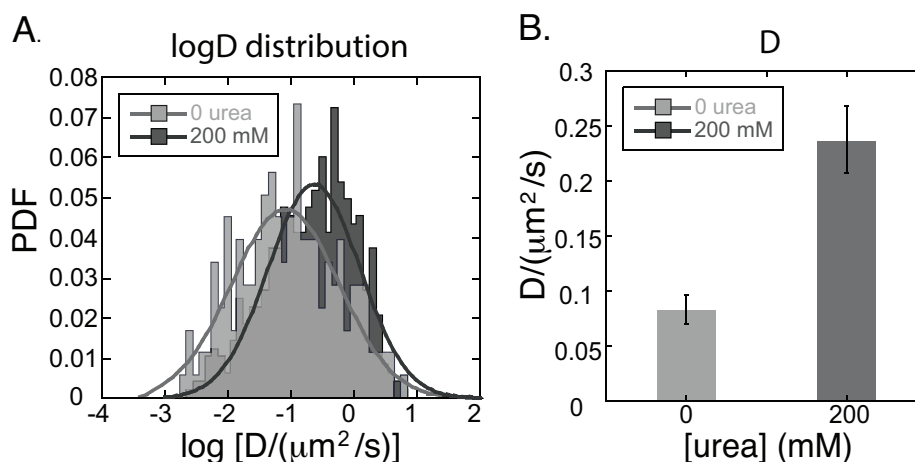 A.
logD distribution
0.08
0.07
0.06
0.05
0.04
0.03
0.02
0.01
0
PDF
0 urea
200 mM
-4 -3 -2 -1 0 1 2
log [D/(μm²/s)]
B.
D
0.3
0.25
0.2
0.15
0.1
0.05
0
D/(μm²/s)
0 urea
200 mM
0 200
[urea] (mM)